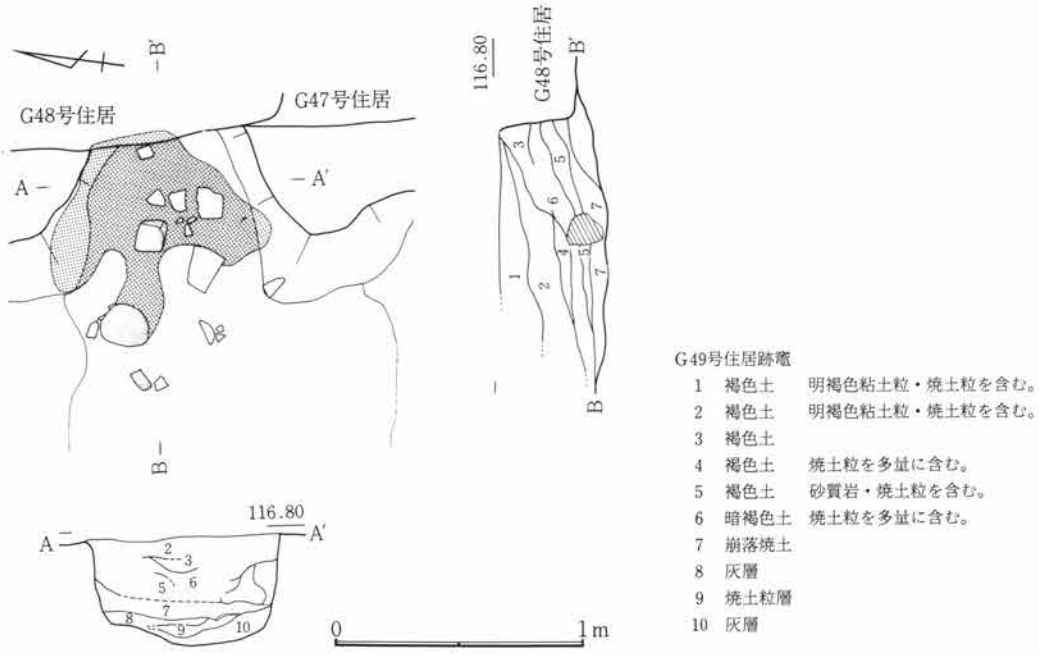 B′
G48号住居
G47号住居
A
A′
B
116.80
G48号住居
B′
3
5
6
7
1
2
4
5
7
B
116.80
A
A′
2
3
5
6
7
8
9
10
0
1m
G49号住居跡竈
1 褐色土 明褐色粘土粒・焼土粒を含む。
2 褐色土 明褐色粘土粒・焼土粒を含む。
3 褐色土
4 褐色土 焼土粒を多量に含む。
5 褐色土 砂質岩・焼土粒を含む。
6 暗褐色土 焼土粒を多量に含む。
7 崩落焼土
8 灰層
9 焼土粒層
10 灰層